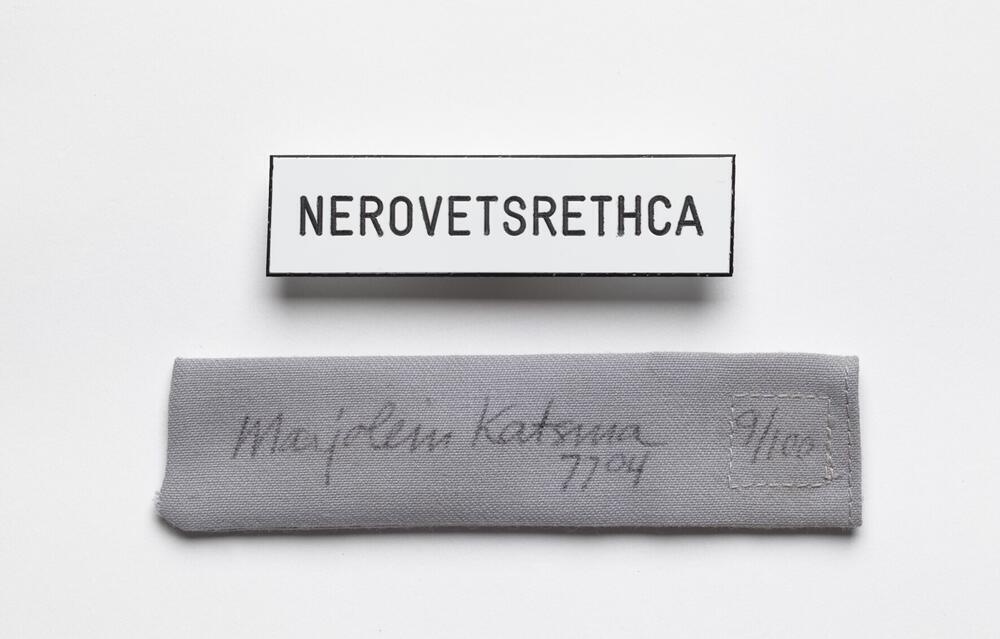 NEROVETSRETHCA
Marjolein Katsma 9/100
7704